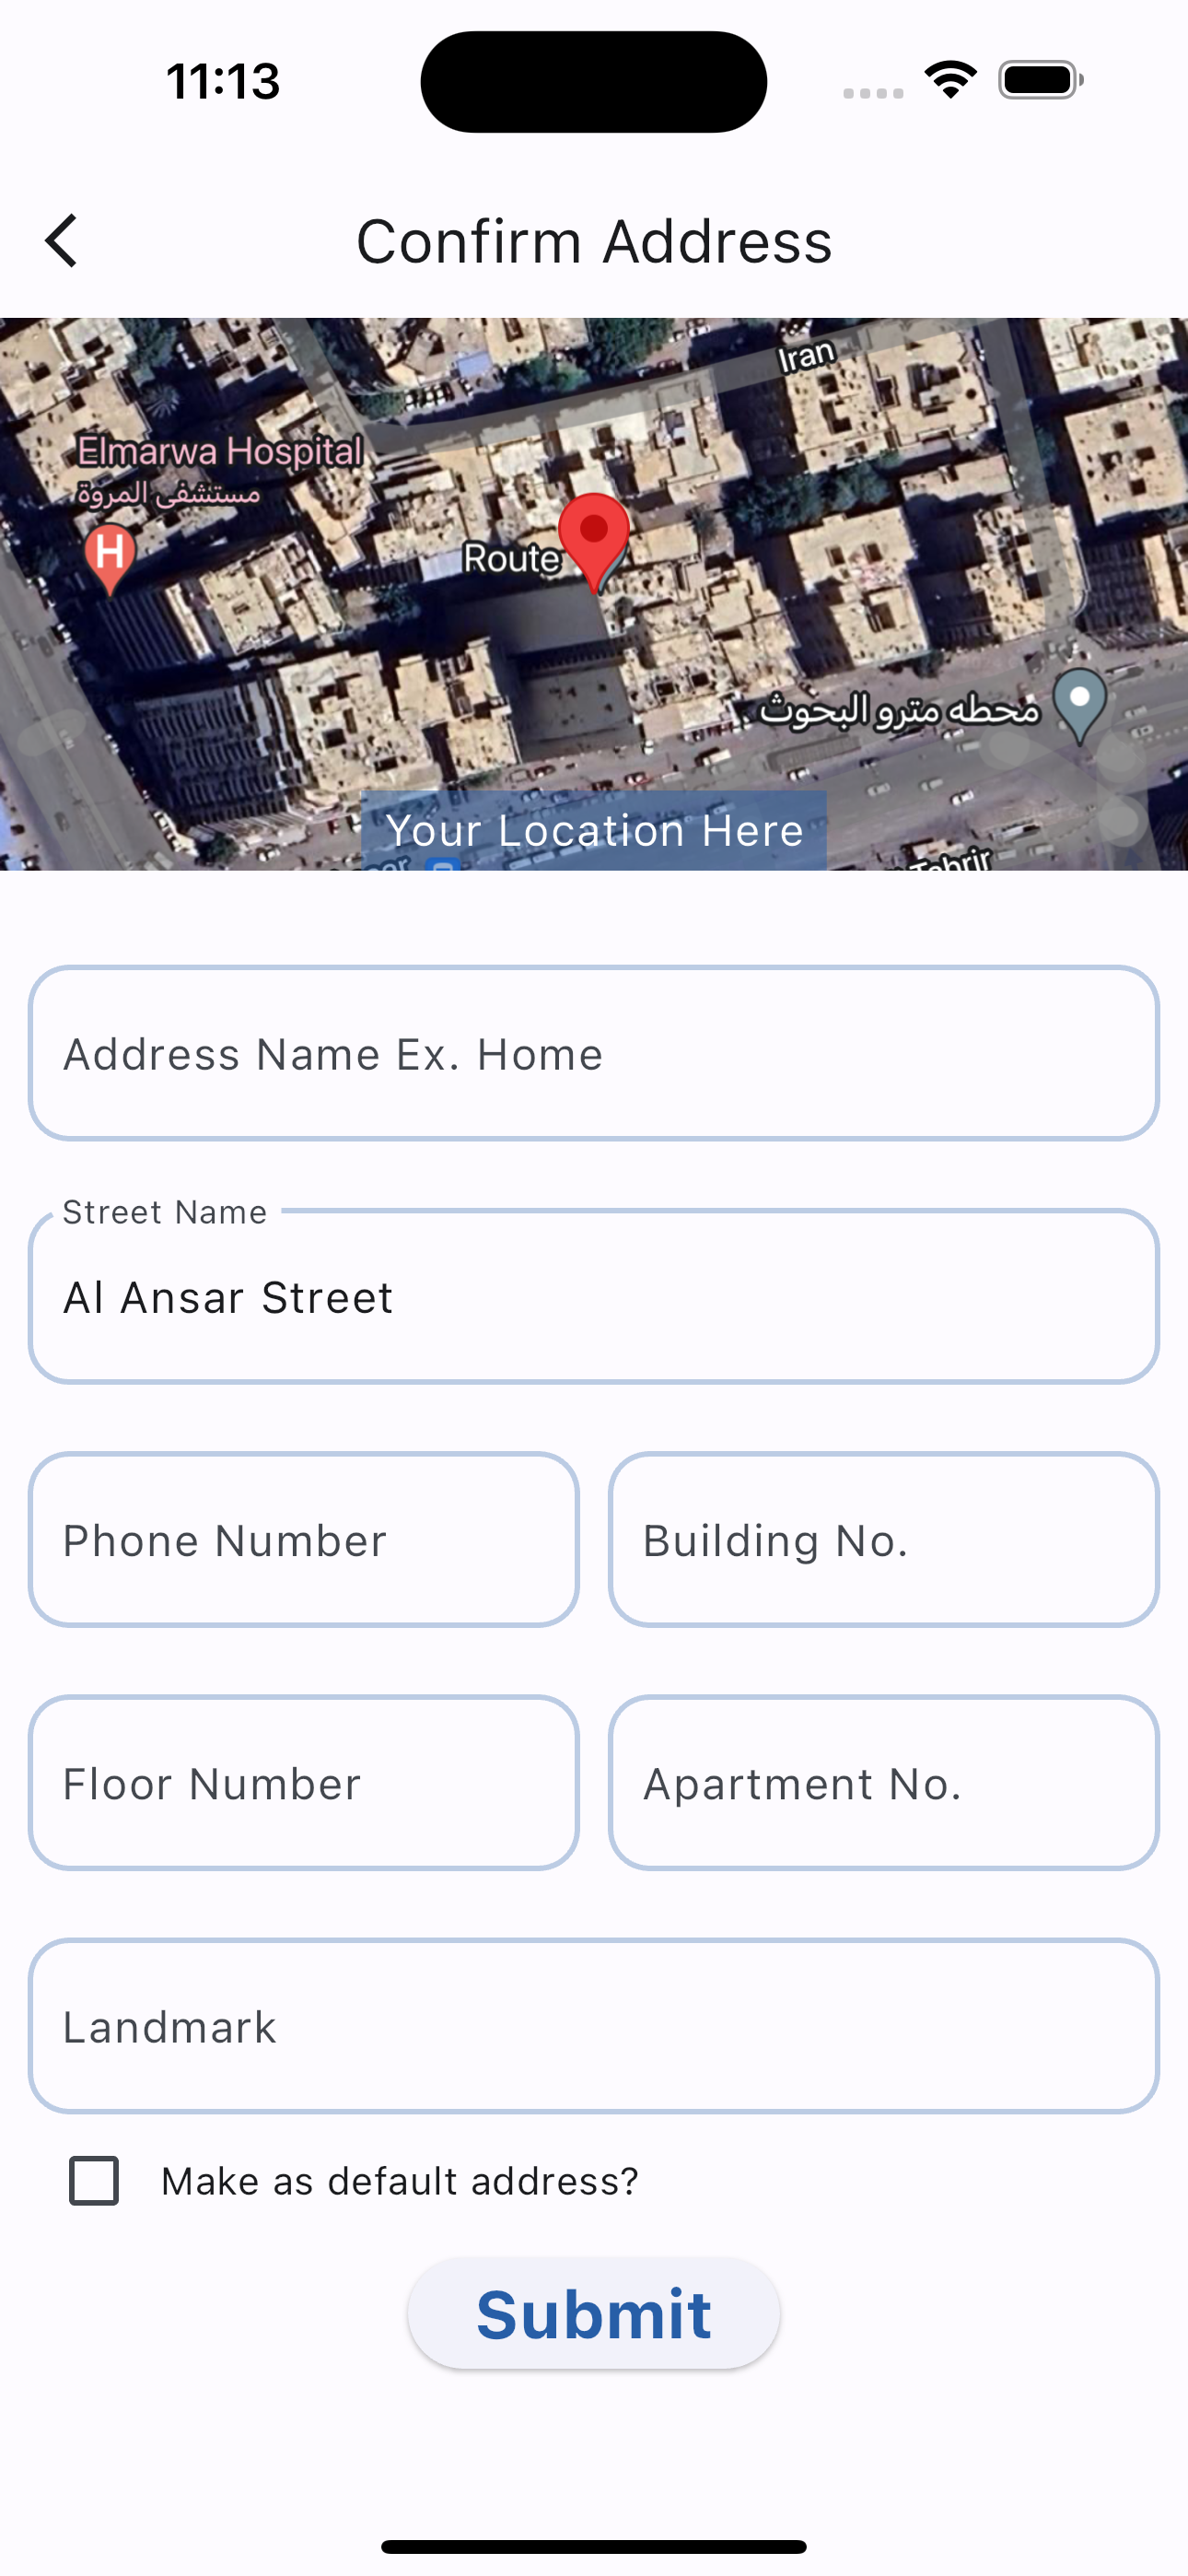 11:13
Confirm Address
Iran
Elmarwa Hospital
مستشفى المروة
H
Route
محطه مترو البحوث
Your Location Here
Tahrir
Address Name Ex. Home
Street Name
Al Ansar Street
Phone Number
Building No.
Floor Number
Apartment No.
Landmark
Make as default address?
Submit